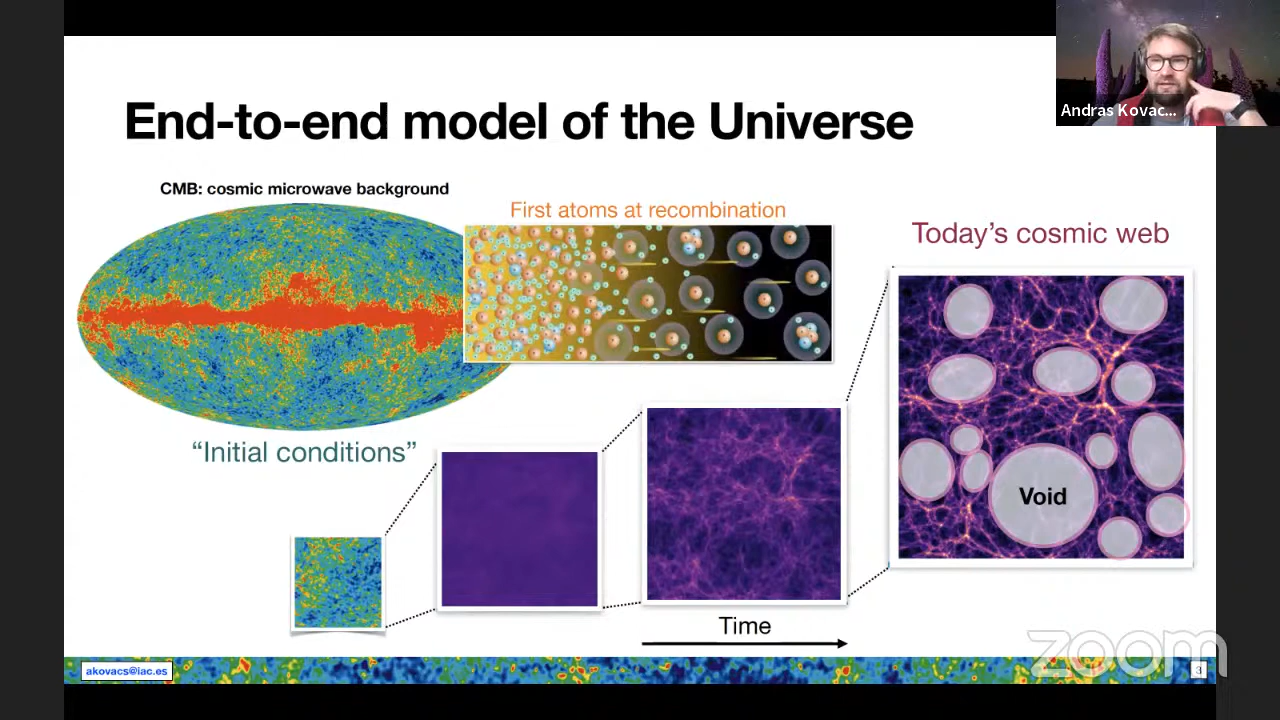 Andras Kovac...
End-to-end model of the Universe
CMB: cosmic microwave background
First atoms at recombination
Today's cosmic web
“Initial conditions”
Void
Time
akovacs@iac.es
zoom
3